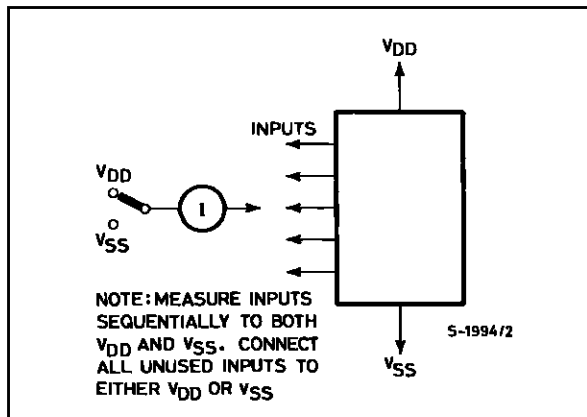 VDD
INPUTS
VDD
I
VSS
NOTE: MEASURE INPUTS
SEQUENTIALLY TO BOTH
VDD AND VSS. CONNECT
ALL UNUSED INPUTS TO
EITHER VDD OR VSS
S-1994/2
VSS